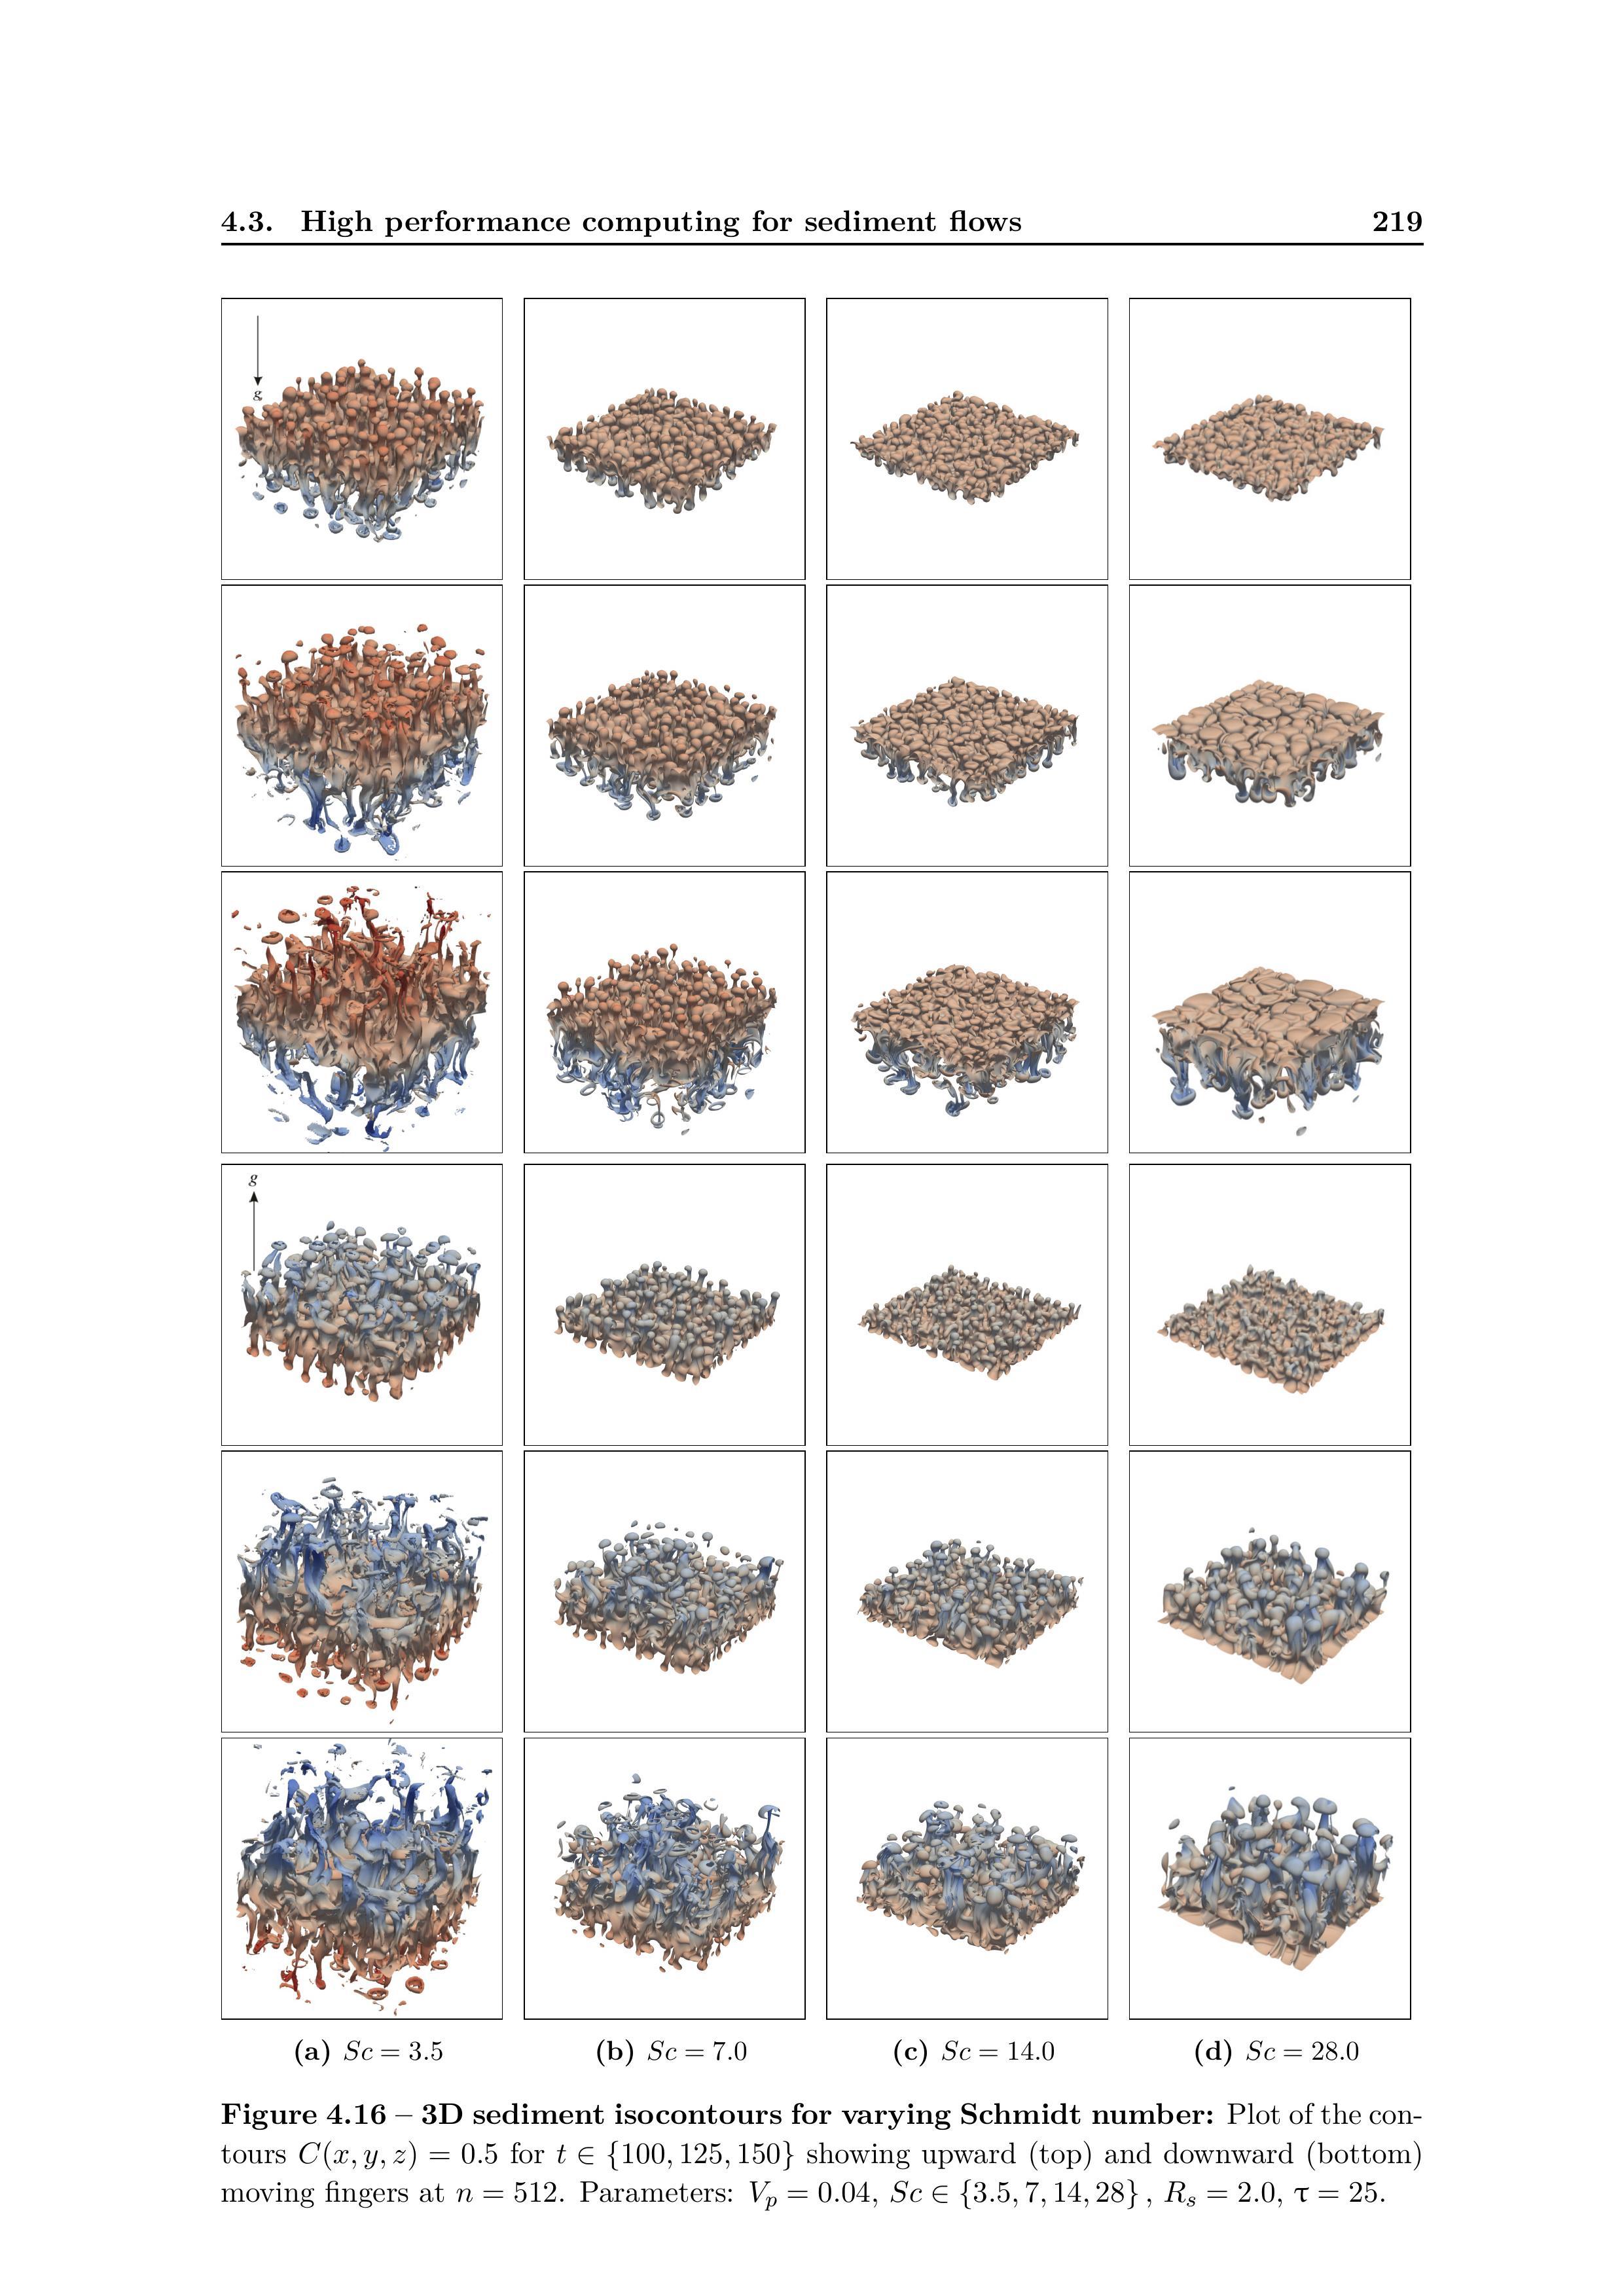 4.3. High performance computing for sediment flows 219
g
g
(a) Sc = 3.5 (b) Sc = 7.0 (c) Sc = 14.0 (d) Sc = 28.0
Figure 4.16 – 3D sediment isocontours for varying Schmidt number: Plot of the con-
tours C(x, y, z) = 0.5 for t ∈ {100, 125, 150} showing upward (top) and downward (bottom)
moving fingers at n = 512. Parameters: Vₚ = 0.04, Sc ∈ {3.5, 7, 14, 28} , Rₛ = 2.0, τ = 25.